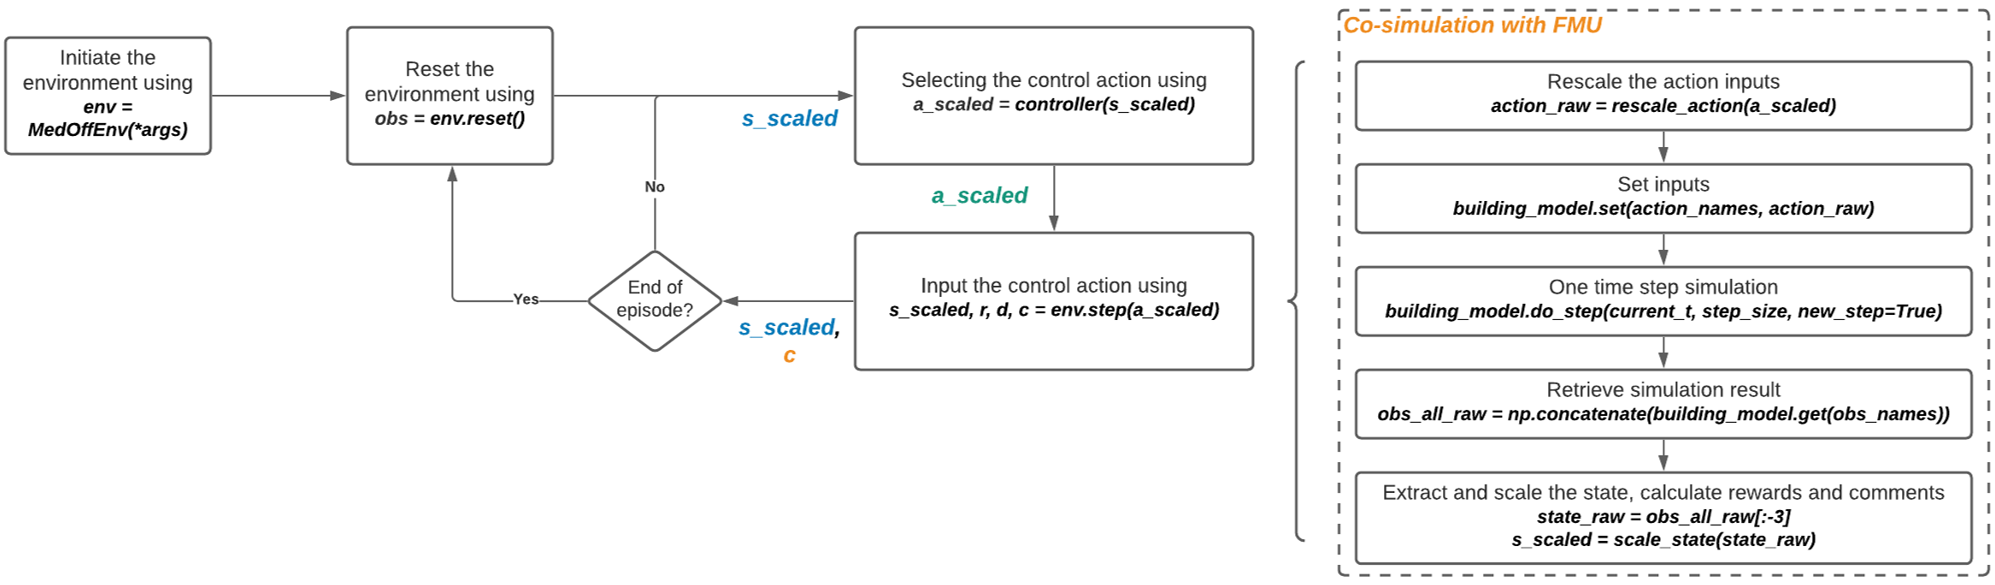 Initiate the
environment using
env =
MedOffEnv(*args)
Reset the
environment using
obs = env.reset()
s_scaled
Selecting the control action using
a_scaled = controller(s_scaled)
a_scaled
Input the control action using
s_scaled, r, d, c = env.step(a_scaled)
s_scaled,
c
End of
episode?
No
Yes
Co-simulation with FMU
Rescale the action inputs
action_raw = rescale_action(a_scaled)
Set inputs
building_model.set(action_names, action_raw)
One time step simulation
building_model.do_step(current_t, step_size, new_step=True)
Retrieve simulation result
obs_all_raw = np.concatenate(building_model.get(obs_names))
Extract and scale the state, calculate rewards and comments
state_raw = obs_all_raw[:-3]
s_scaled = scale_state(state_raw)